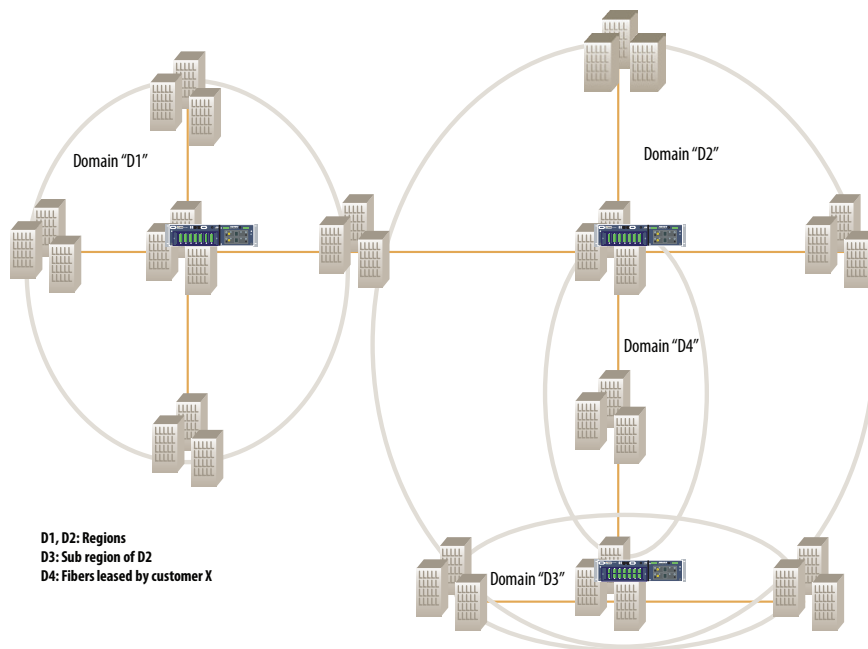 Domain “D1”
Domain “D2”
Domain “D4”
Domain “D3”
D1, D2: Regions
D3: Sub region of D2
D4: Fibers leased by customer X